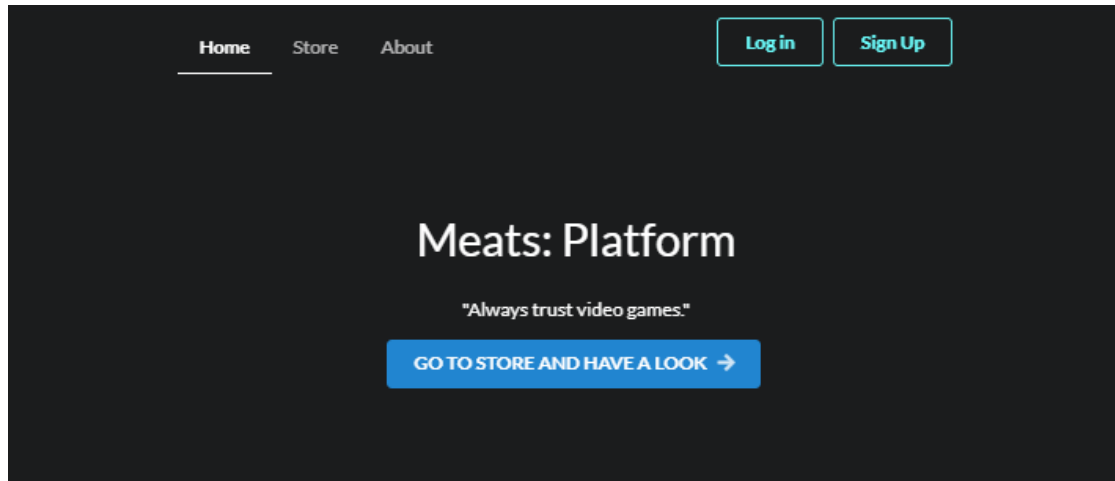 Home Store About Log in Sign Up
Meats: Platform
"Always trust video games."
GO TO STORE AND HAVE A LOOK →